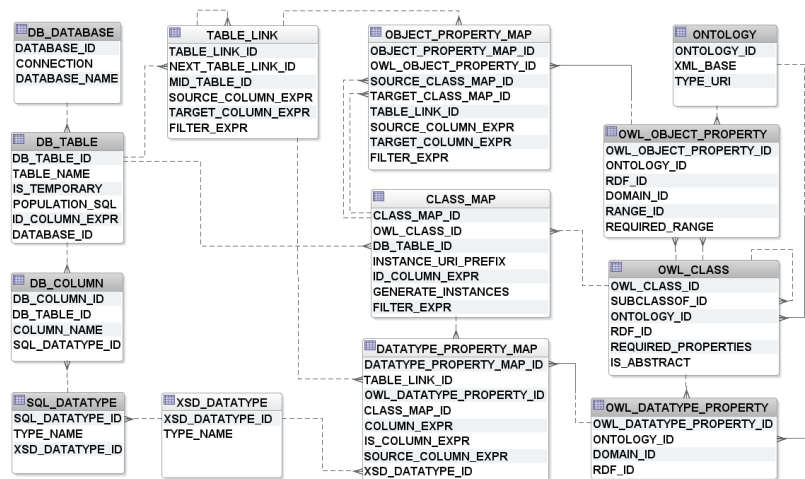 DB_DATABASE
DATABASE_ID
CONNECTION
DATABASE_NAME
TABLE_LINK
TABLE_LINK_ID
NEXT_TABLE_LINK_ID
MID_TABLE_ID
SOURCE_COLUMN_EXPR
TARGET_COLUMN_EXPR
FILTER_EXPR
OBJECT_PROPERTY_MAP
OBJECT_PROPERTY_MAP_ID
OWL_OBJECT_PROPERTY_ID
SOURCE_CLASS_MAP_ID
TARGET_CLASS_MAP_ID
TABLE_LINK_ID
SOURCE_COLUMN_EXPR
TARGET_COLUMN_EXPR
FILTER_EXPR
ONTOLOGY
ONTOLOGY_ID
XML_BASE
TYPE_URI
DB_TABLE
DB_TABLE_ID
TABLE_NAME
IS_TEMPORARY
POPULATION_SQL
ID_COLUMN_EXPR
DATABASE_ID
OWL_OBJECT_PROPERTY
OWL_OBJECT_PROPERTY_ID
ONTOLOGY_ID
RDF_ID
DOMAIN_ID
RANGE_ID
REQUIRED_RANGE
CLASS_MAP
CLASS_MAP_ID
OWL_CLASS_ID
DB_TABLE_ID
INSTANCE_URI_PREFIX
ID_COLUMN_EXPR
GENERATE_INSTANCES
FILTER_EXPR
DB_COLUMN
DB_COLUMN_ID
DB_TABLE_ID
COLUMN_NAME
SQL_DATATYPE_ID
OWL_CLASS
OWL_CLASS_ID
SUBCLASSOF_ID
ONTOLOGY_ID
RDF_ID
REQUIRED_PROPERTIES
IS_ABSTRACT
SQL_DATATYPE
SQL_DATATYPE_ID
TYPE_NAME
XSD_DATATYPE_ID
XSD_DATATYPE
XSD_DATATYPE_ID
TYPE_NAME
DATATYPE_PROPERTY_MAP
DATATYPE_PROPERTY_MAP_ID
TABLE_LINK_ID
OWL_DATATYPE_PROPERTY_ID
CLASS_MAP_ID
COLUMN_EXPR
IS_COLUMN_EXPR
SOURCE_COLUMN_EXPR
XSD_DATATYPE_ID
OWL_DATATYPE_PROPERTY
OWL_DATATYPE_PROPERTY_ID
ONTOLOGY_ID
DOMAIN_ID
RDF_ID